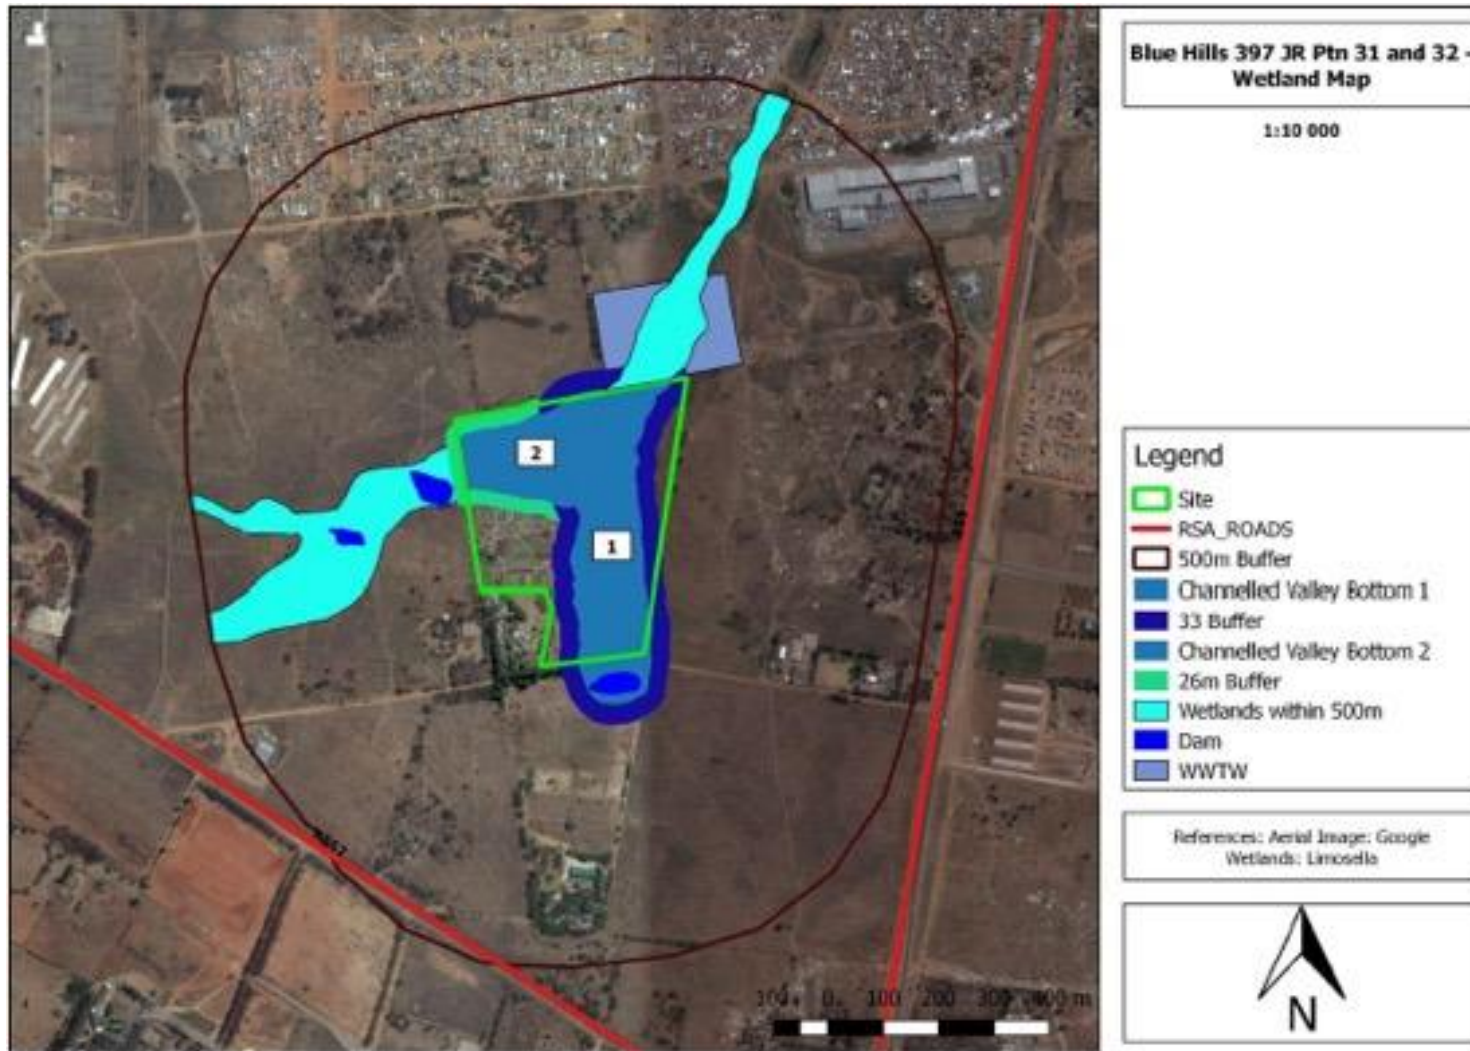 Blue Hills 397 JR Ptn 31 and 32 -
Wetland Map
1:10 000
2
1
Legend
Site
RSA_ROADS
500m Buffer
Channelled Valley Bottom 1
33 Buffer
Channelled Valley Bottom 2
26m Buffer
Wetlands within 500m
Dam
WWTW
References: Aerial Image: Google
Wetlands: Limosella
100 0 100 200 300 400 m
N